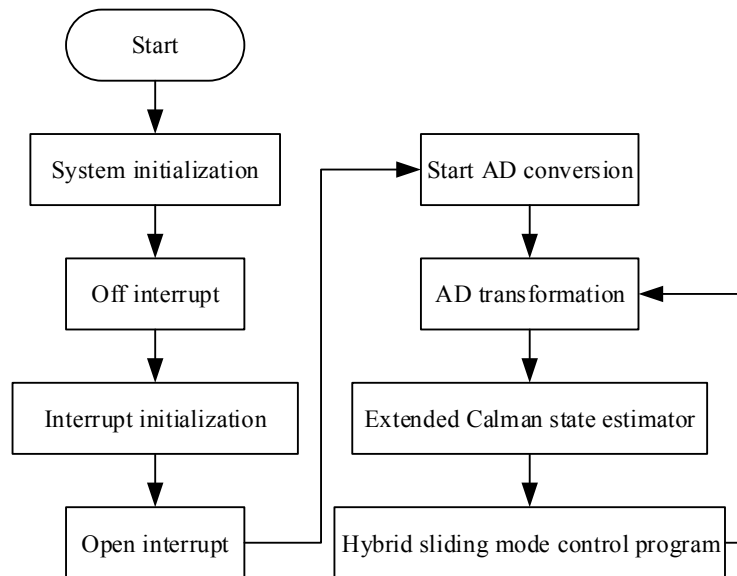 Start
System initialization
Off interrupt
Interrupt initialization
Open interrupt
Start AD conversion
AD transformation
Extended Calman state estimator
Hybrid sliding mode control program